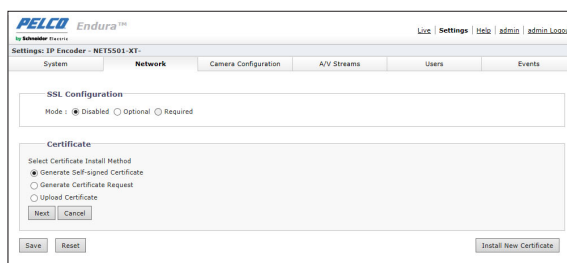 PELCO Endura™
by Schneider Electric
Live | Settings | Help | admin | admin Logou
Settings: IP Encoder - NET5501-XT-
System Network Camera Configuration A/V Streams Users Events
SSL Configuration
Mode : Disabled Optional Required
Certificate
Select Certificate Install Method
Generate Self-signed Certificate
Generate Certificate Request
Upload Certificate
Next Cancel
Save Reset Install New Certificate